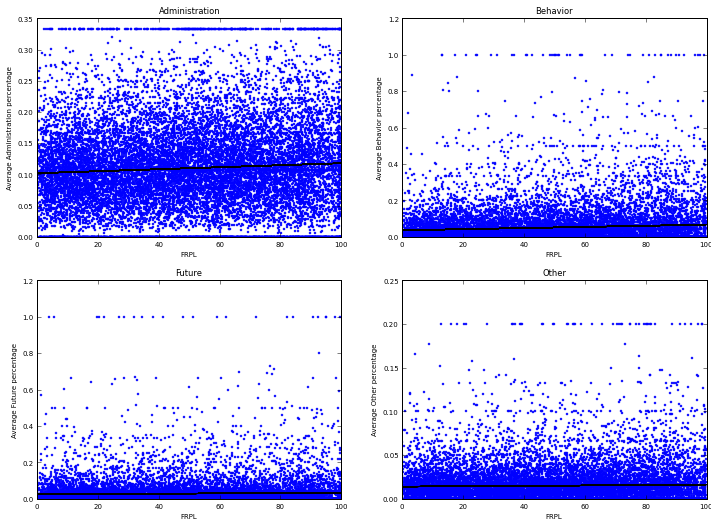 Administration
Average Administration percentage
0.35
0.30
0.25
0.20
0.15
0.10
0.05
0.00
0 20 40 60 80 100
FRPL
Behavior
Average Behavior percentage
1.2
1.0
0.8
0.6
0.4
0.2
0.0
0 20 40 60 80 100
FRPL
Future
Average Future percentage
1.2
1.0
0.8
0.6
0.4
0.2
0.0
0 20 40 60 80 100
FRPL
Other
Average Other percentage
0.25
0.20
0.15
0.10
0.05
0.00
0 20 40 60 80 100
FRPL